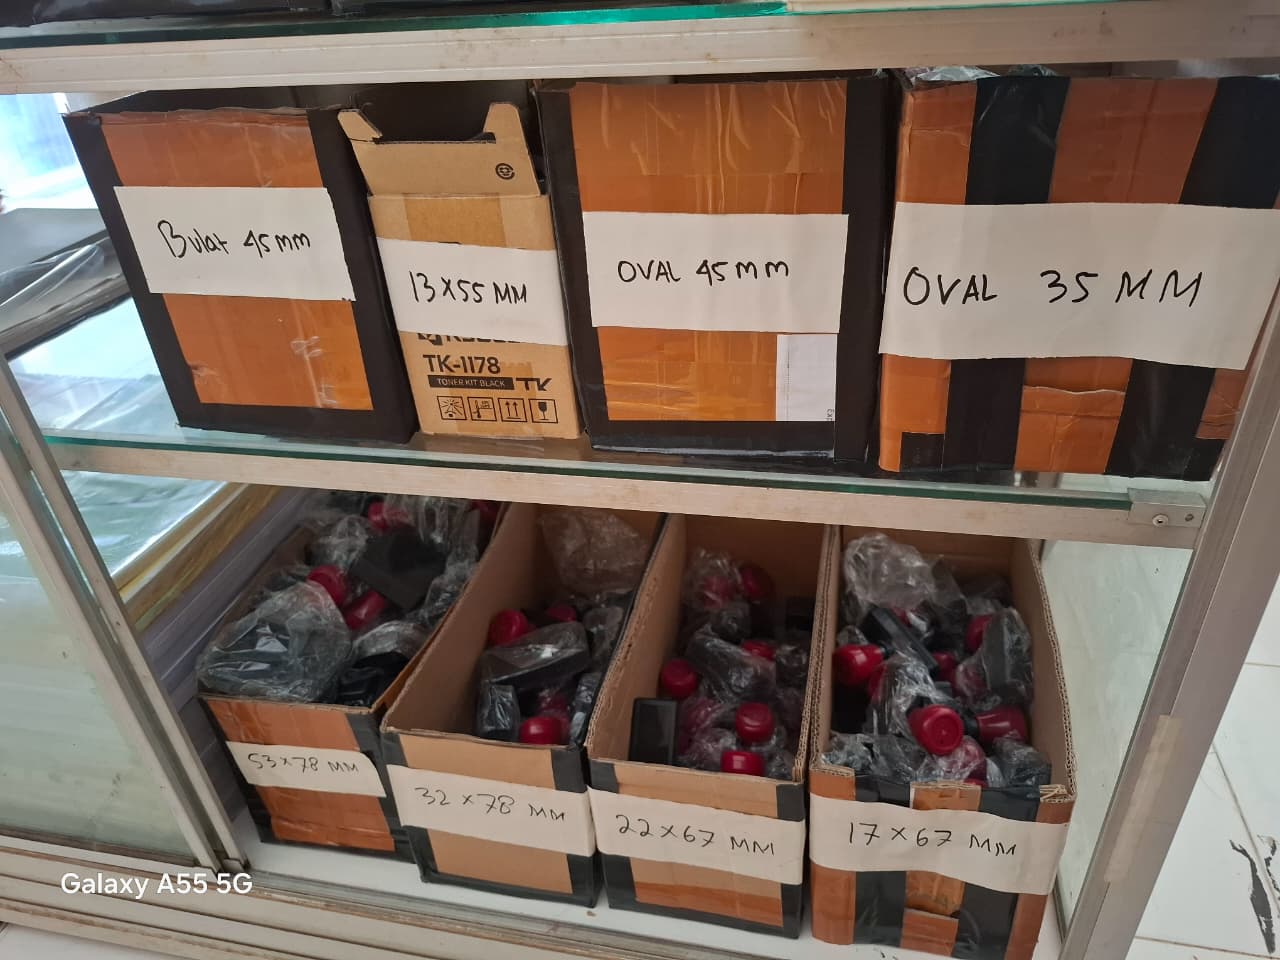 Bulat 45mm
13x55 MM
TK-1178
TONER KIT BLACK
TK
OVAL 45mm
OVAL 35 MM
53x78 MM
32x78 MM
22x67 MM
17x67 MM
Galaxy A55 5G